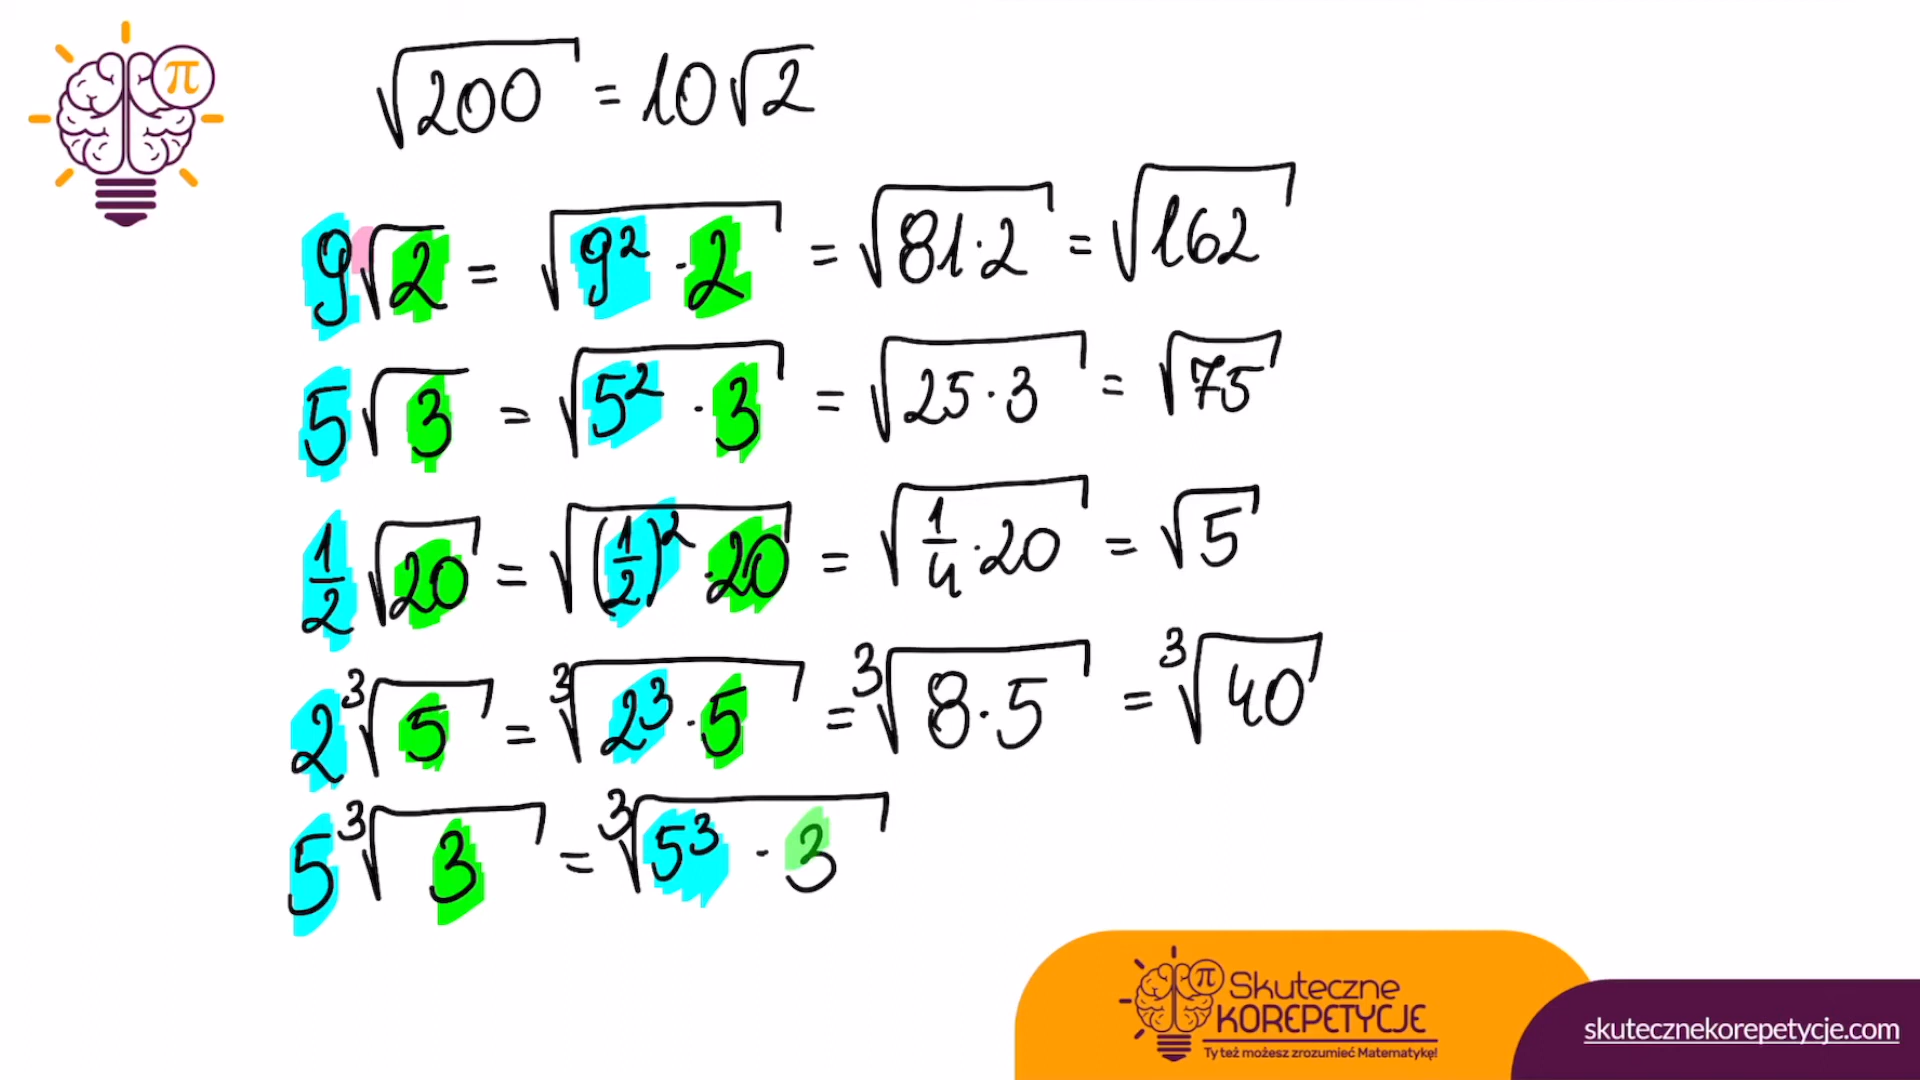 π
√200 = 10√2
9√2 = √9² · 2 = √81 · 2 = √162
5√3 = √5² · 3 = √25 · 3 = √75
1/2 √20 = √(1/2)² · 20 = √1/4 · 20 = √5
2∛5 = ∛2³ · 5 = ∛8 · 5 = ∛40
5∛3 = ∛5³ · 3
π
Skuteczne
KOREPETYCJE
Ty też możesz zrozumieć Matematykę!
skutecznekorepetycje.com